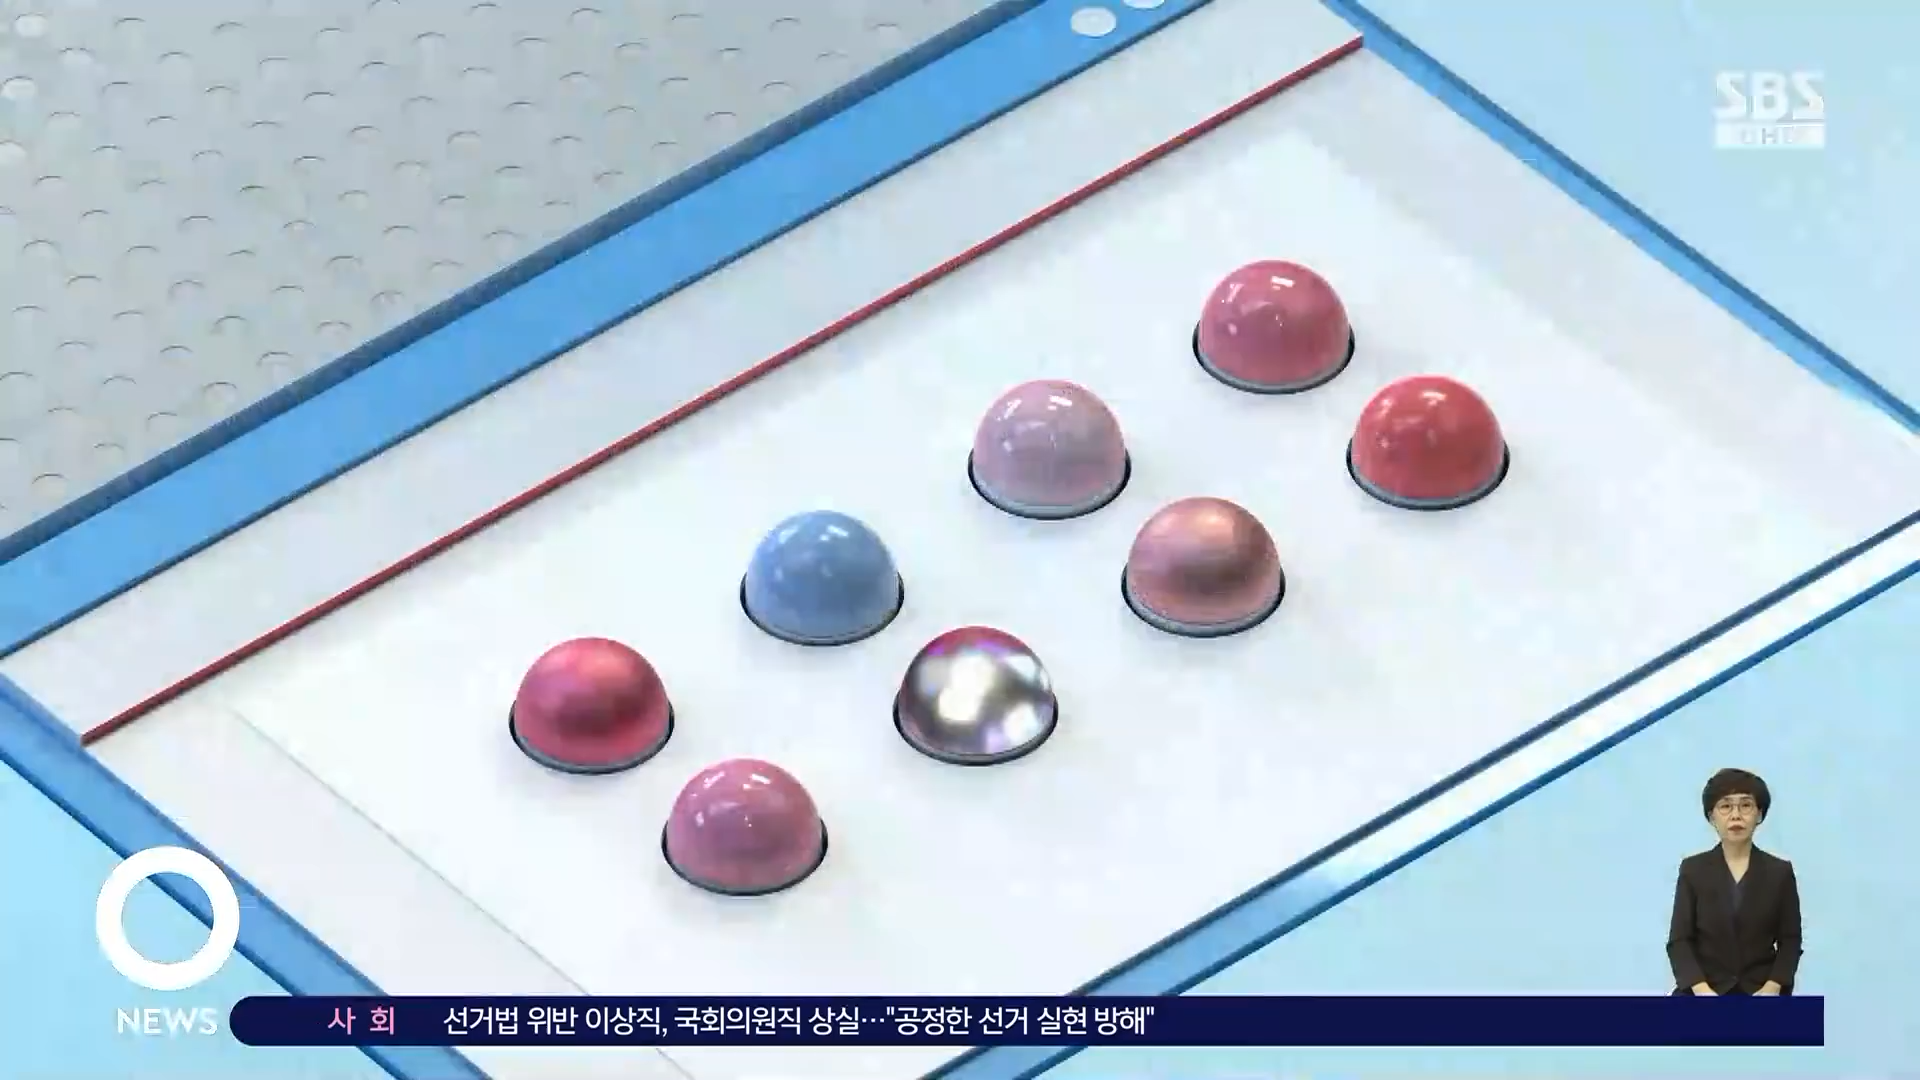 SBS
UHD
NEWS
사 회 선거법 위반 이상직, 국회의원직 상실…"공정한 선거 실현 방해"